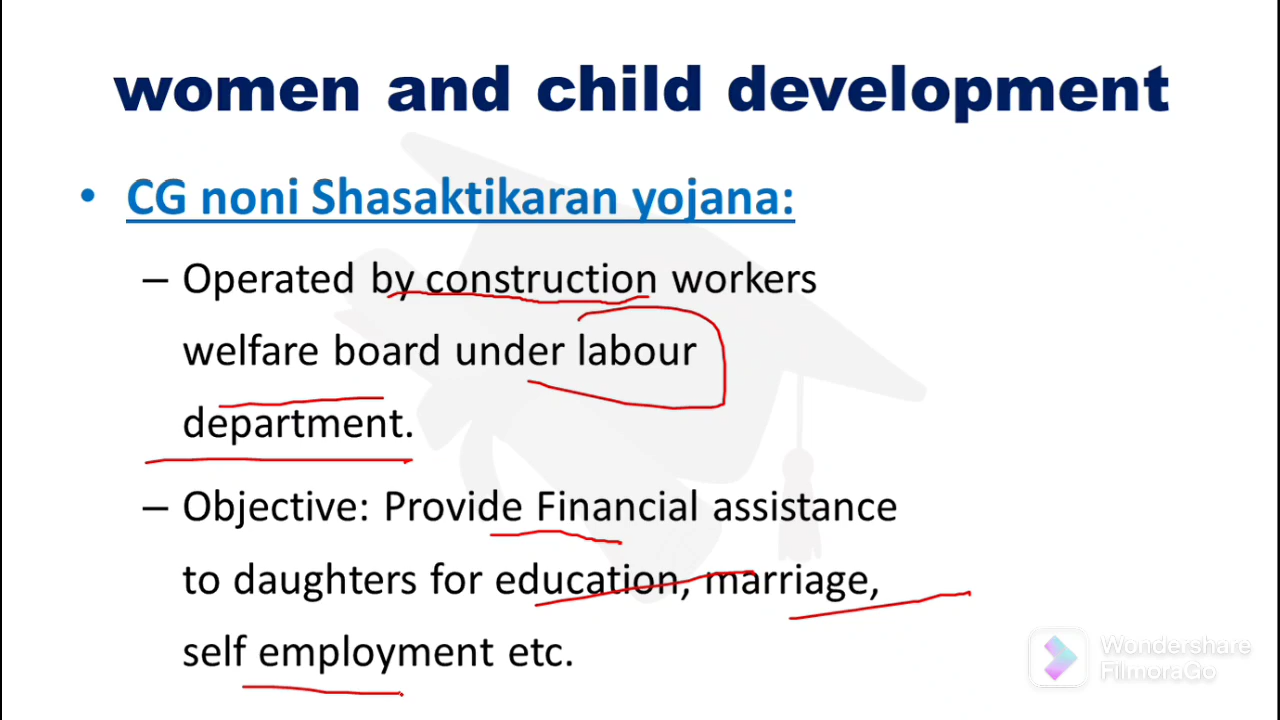 women and child development
• CG noni Shasaktikaran yojana:
– Operated by construction workers
welfare board under labour
department.
– Objective: Provide Financial assistance
to daughters for education, marriage,
self employment etc.
Wondershare
FilmoraGo